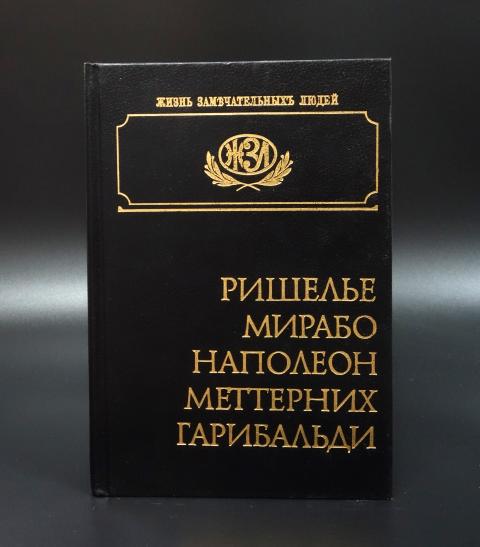 ЖИЗНЬ ЗАМѢЧАТЕЛЬНЫХЪ ЛЮДЕЙ
ЖЗЛ
РИШЕЛЬЕ
МИРАБО
НАПОЛЕОН
МЕТТЕРНИХ
ГАРИБАЛЬДИ